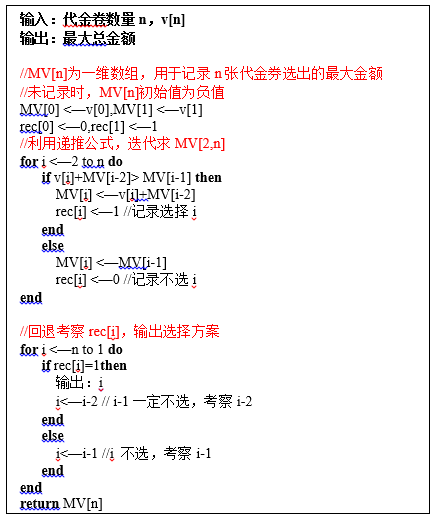 输入：代金卷数量 n，v[n]
输出：最大总金额
//MV[n]为一维数组，用于记录 n 张代金券选出的最大金额
//未记录时，MV[n]初始值为负值
MV[0] <—v[0],MV[1] <—v[1]
rec[0] <—0,rec[1] <—1
//利用递推公式，迭代求 MV[2,n]
for i <—2 to n do
if v[i]+MV[i-2]> MV[i-1] then
MV[i] <—v[i]+MV[i-2]
rec[i] <—1 //记录选择 i
end
else
MV[i] <—MV[i-1]
rec[i] <—0 //记录不选 i
end
//回退考察 rec[i]，输出选择方案
for i <—n to 1 do
if rec[i]=1then
输出：i
i<—i-2 // i-1 一定不选，考察 i-2
end
else
i<—i-1 //i 不选，考察 i-1
end
end
return MV[n]